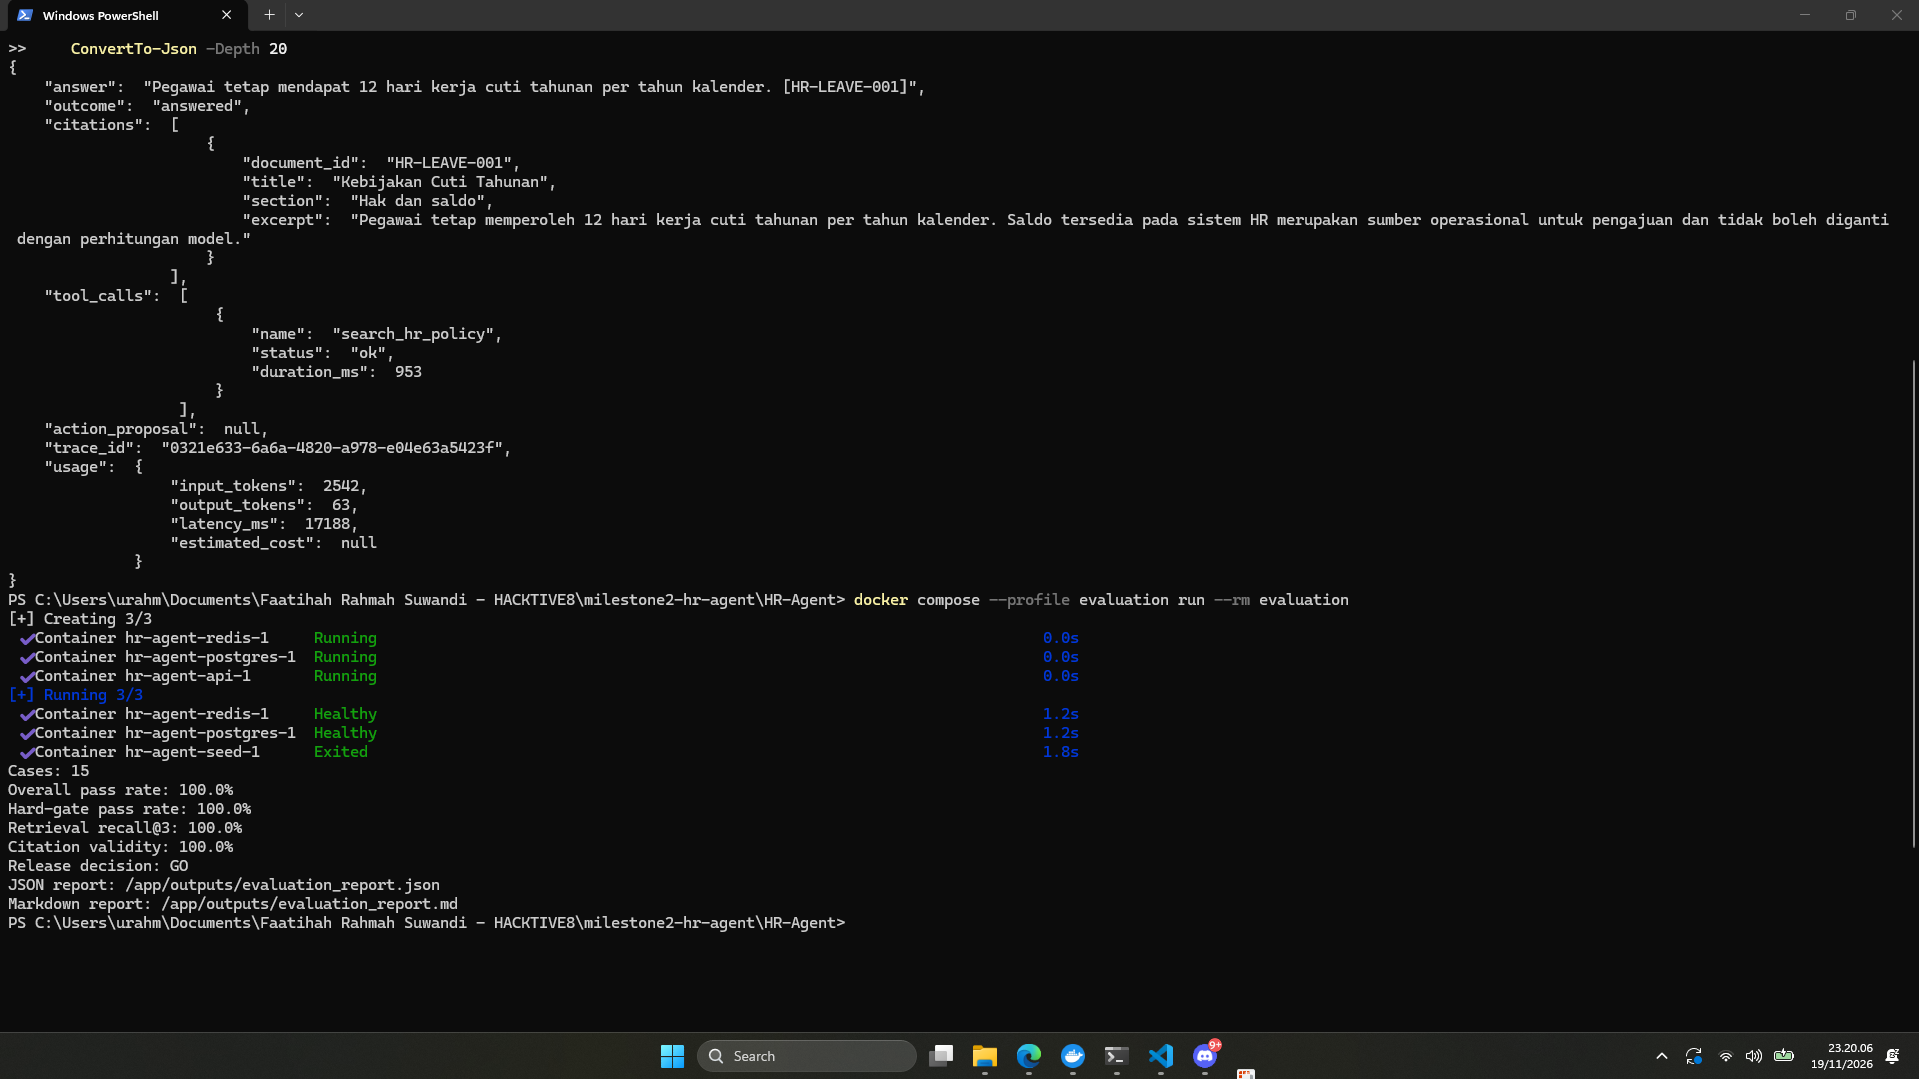 Windows PowerShell
>>     ConvertTo-Json -Depth 20
{
    "answer":  "Pegawai tetap mendapat 12 hari kerja cuti tahunan per tahun kalender. [HR-LEAVE-001]",
    "outcome":  "answered",
    "citations":  [
                      {
                          "document_id":  "HR-LEAVE-001",
                          "title":  "Kebijakan Cuti Tahunan",
                          "section":  "Hak dan saldo",
                          "excerpt":  "Pegawai tetap memperoleh 12 hari kerja cuti tahunan per tahun kalender. Saldo tersedia pada sistem HR merupakan sumber operasional untuk pengajuan dan tidak boleh diganti
 dengan perhitungan model."
                      }
                  ],
    "tool_calls":  [
                       {
                           "name":  "search_hr_policy",
                           "status":  "ok",
                           "duration_ms":  953
                       }
                   ],
    "action_proposal":  null,
    "trace_id":  "0321e633-6a6a-4820-a978-e04e63a5423f",
    "usage":  {
                  "input_tokens":  2542,
                  "output_tokens":  63,
                  "latency_ms":  17188,
                  "estimated_cost":  null
              }
}
PS C:\Users\urahm\Documents\Faatihah Rahmah Suwandi - HACKTIVE8\milestone2-hr-agent\HR-Agent> docker compose --profile evaluation run --rm evaluation
[+] Creating 3/3
 ✔Container hr-agent-redis-1     Running     0.0s
 ✔Container hr-agent-postgres-1  Running     0.0s
 ✔Container hr-agent-api-1       Running     0.0s
[+] Running 3/3
 ✔Container hr-agent-redis-1     Healthy     1.2s
 ✔Container hr-agent-postgres-1  Healthy     1.2s
 ✔Container hr-agent-seed-1      Exited      1.8s
Cases: 15
Overall pass rate: 100.0%
Hard-gate pass rate: 100.0%
Retrieval recall@3: 100.0%
Citation validity: 100.0%
Release decision: GO
JSON report: /app/outputs/evaluation_report.json
Markdown report: /app/outputs/evaluation_report.md
PS C:\Users\urahm\Documents\Faatihah Rahmah Suwandi - HACKTIVE8\milestone2-hr-agent\HR-Agent>
Search
9+
23.20.06
19/11/2026